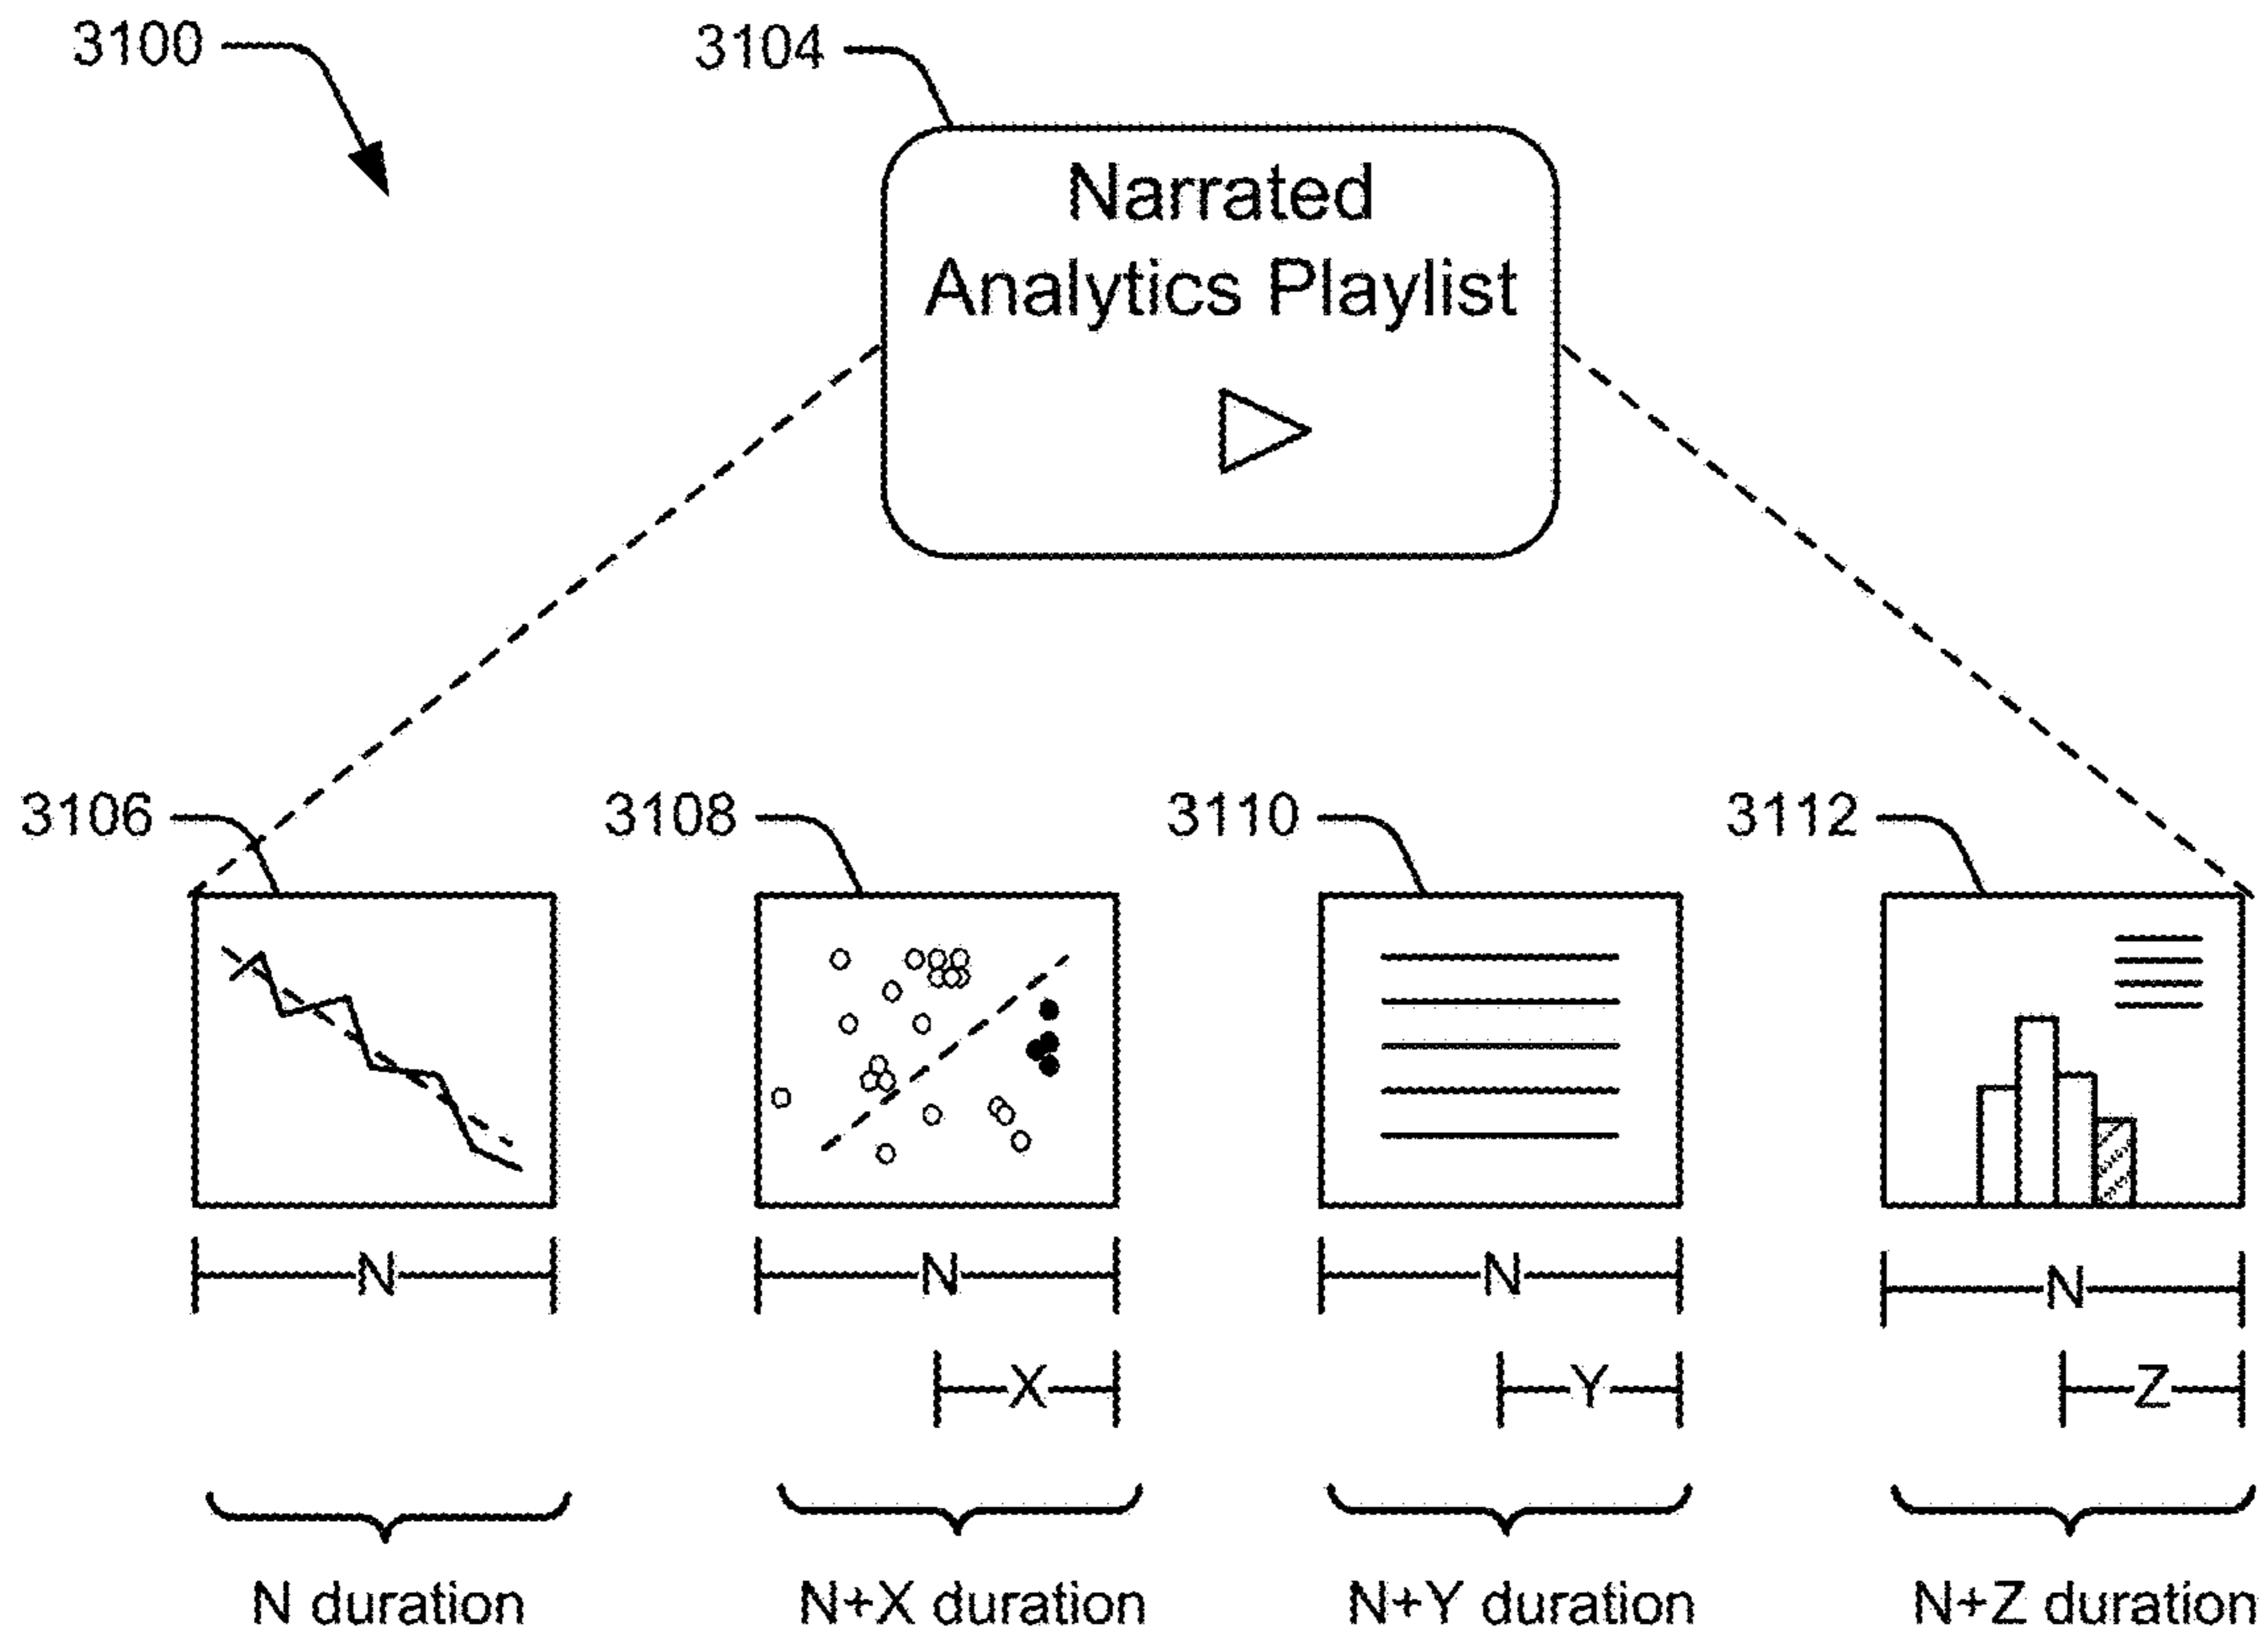 3100
3104
Narrated
Analytics Playlist
3106
3108
3110
3112
N
N
N
N
X
Y
Z
N duration
N+X duration
N+Y duration
N+Z duration